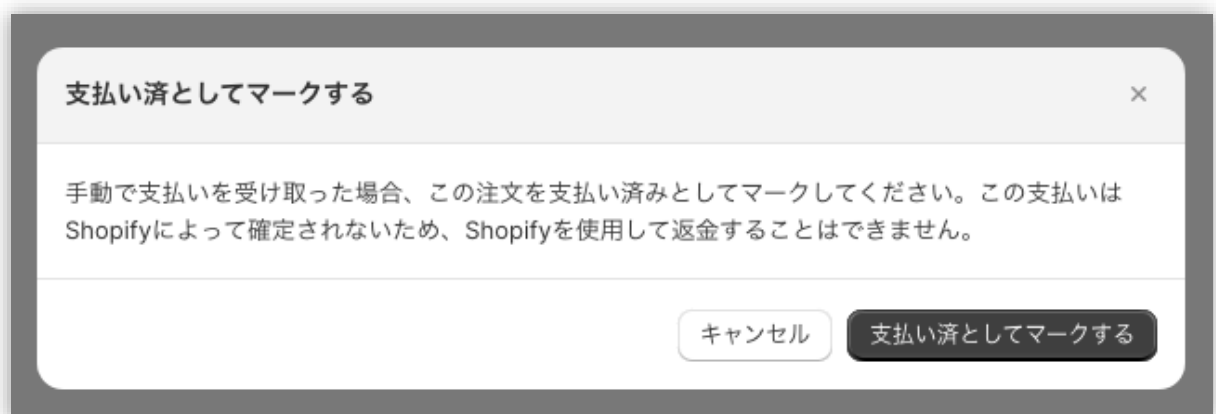 支払い済としてマークする
手動で支払いを受け取った場合、この注文を支払い済みとしてマークしてください。この支払いは
Shopifyによって確定されないため、Shopifyを使用して返金することはできません。
キャンセル
支払い済としてマークする